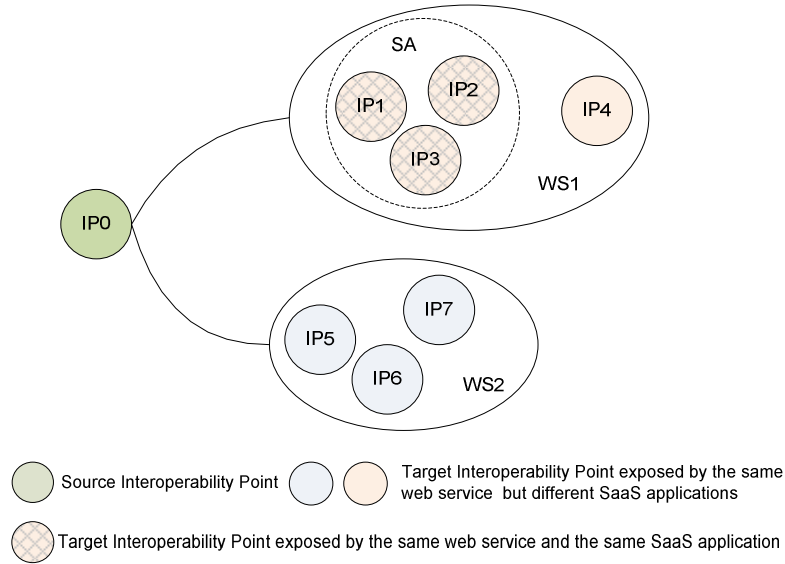 SA
IP1
IP2
IP3
IP4
WS1
IP0
IP5
IP7
IP6
WS2
Source Interoperability Point
Target Interoperability Point exposed by the same
web service but different SaaS applications
Target Interoperability Point exposed by the same web service and the same SaaS application